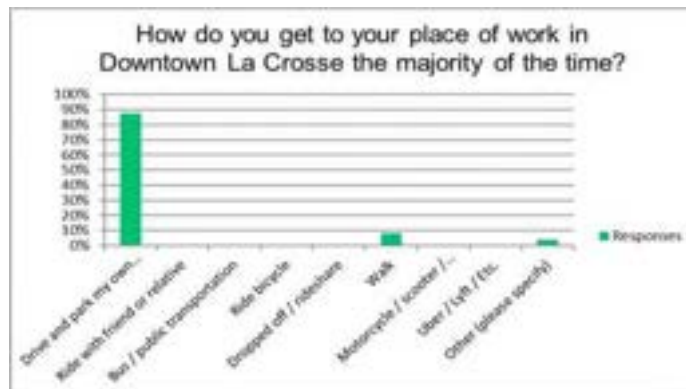 How do you get to your place of work in
Downtown La Crosse the majority of the time?
100%
90%
80%
70%
60%
50%
40%
30%
20%
10%
0%
Drive and park my own...
Ride with friend or relative
Bus / public transportation
Ride bicycle
Dropped off / rideshare
Walk
Motorcycle / scooter /...
Uber / Lyft / Etc.
Other (please specify)
Responses